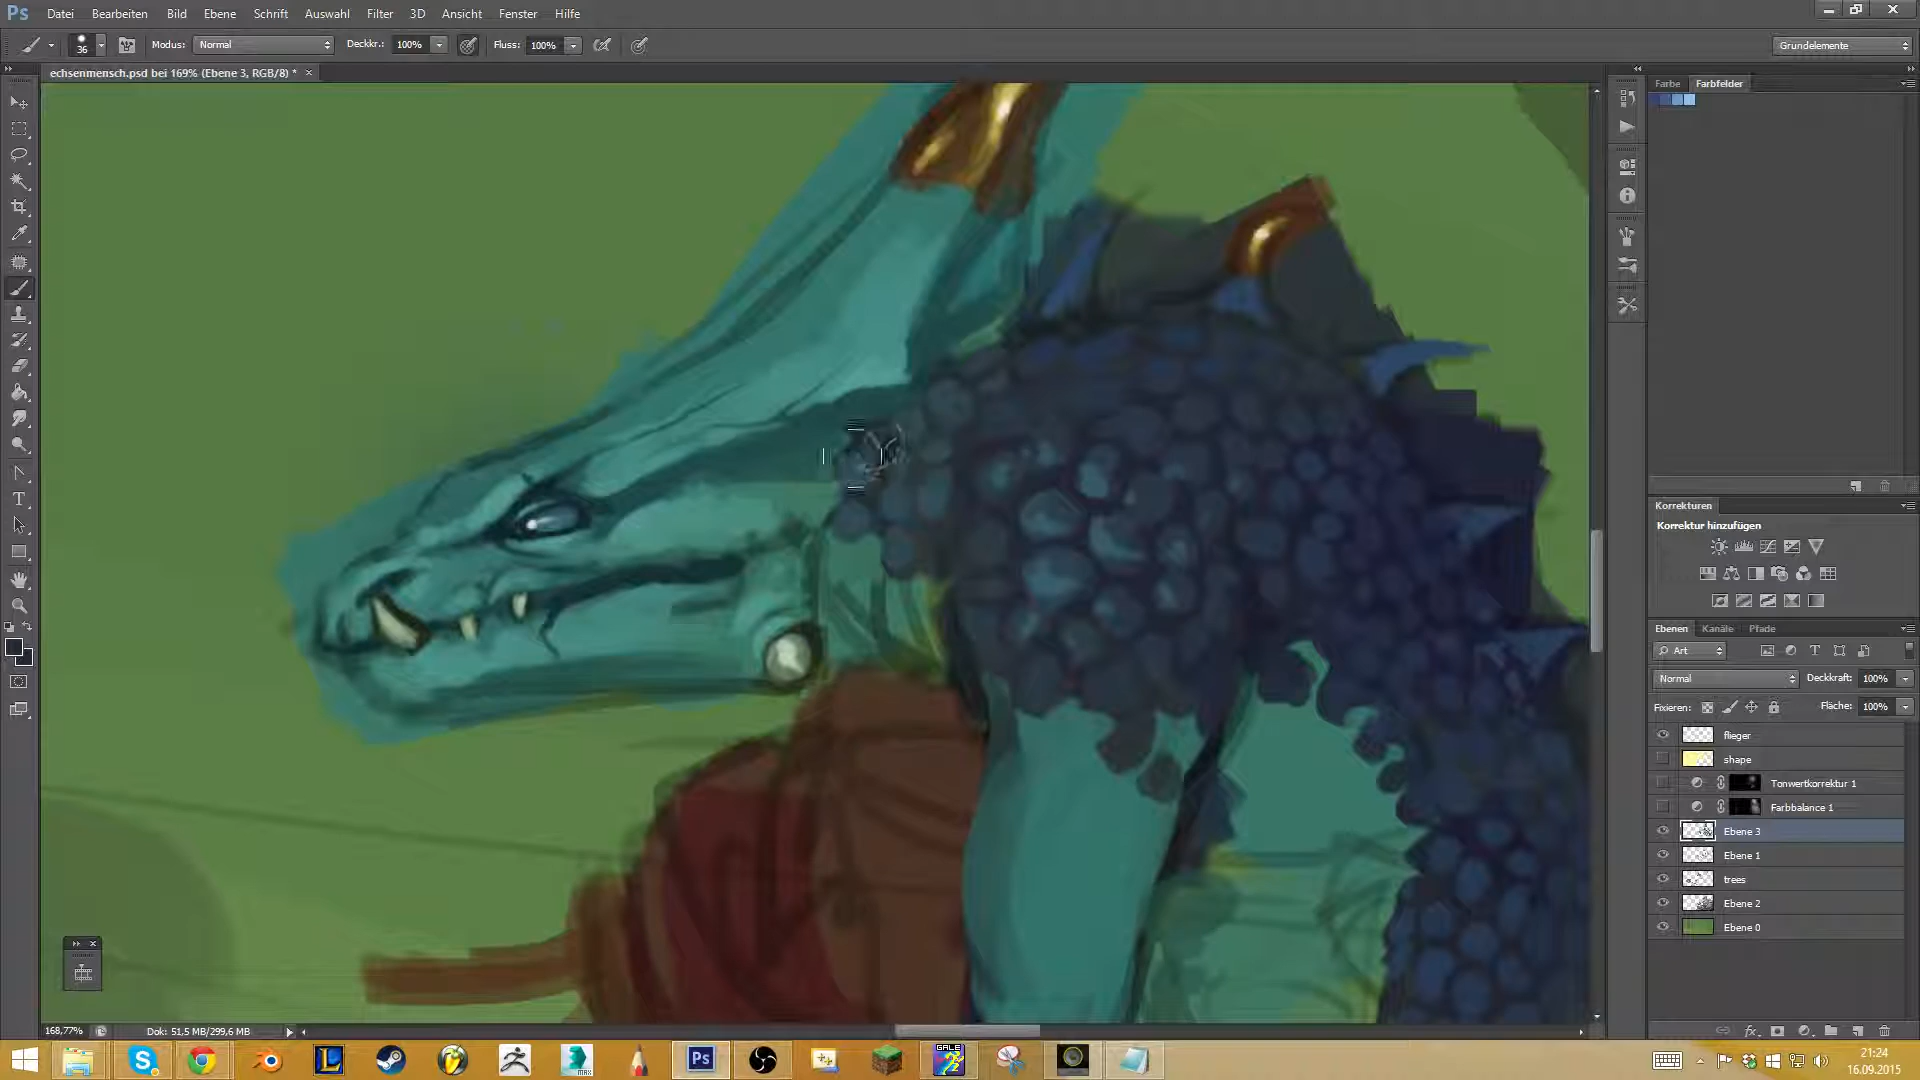 Ps Datei Bearbeiten Bild Ebene Schrift Auswahl Filter 3D Ansicht Fenster Hilfe
36 Modus: Normal Deckkr.: 100% Fluss: 100% Grundelemente
echsenmensch.psd bei 169% (Ebene 3, RGB/8) * ×
Farbe Farbfelder
Korrekturen
Korrektur hinzufügen
Ebenen Kanäle Pfade
Art
Normal Deckkraft: 100%
Fixieren: Fläche: 100%
flieger
shape
Tonwertkorrektur 1
Farbbalance 1
Ebene 3
Ebene 1
trees
Ebene 2
Ebene 0
168,77% Dok: 51,5 MB/299,6 MB
L Ps GALE
MAX
21:24
16.09.2015